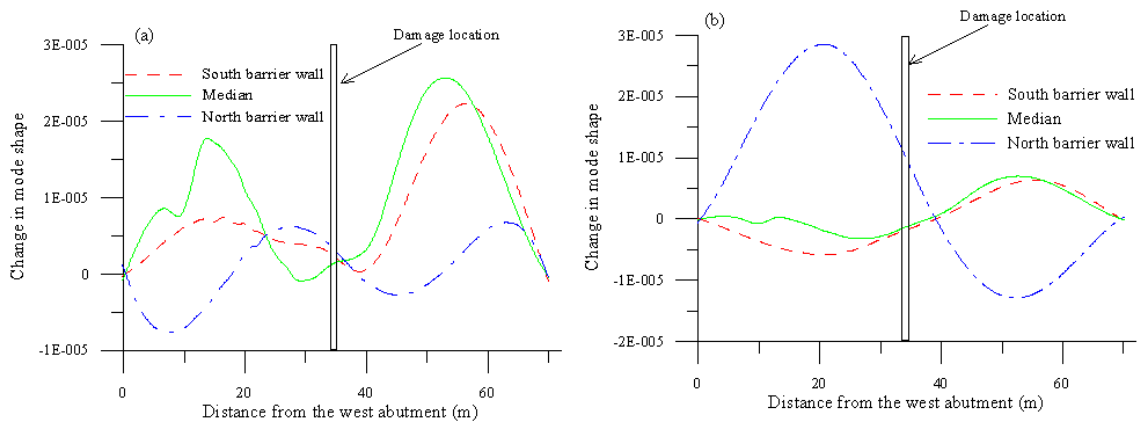 (a)
Damage location
3E-005
2E-005
1E-005
0
-1E-005
Change in mode shape
South barrier wall
Median
North barrier wall
0
20
40
60
Distance from the west abutment (m)
(b)
Damage location
3E-005
2E-005
1E-005
0
-1E-005
-2E-005
Change in mode shape
South barrier wall
Median
North barrier wall
0
20
40
60
Distance from the west abutment (m)